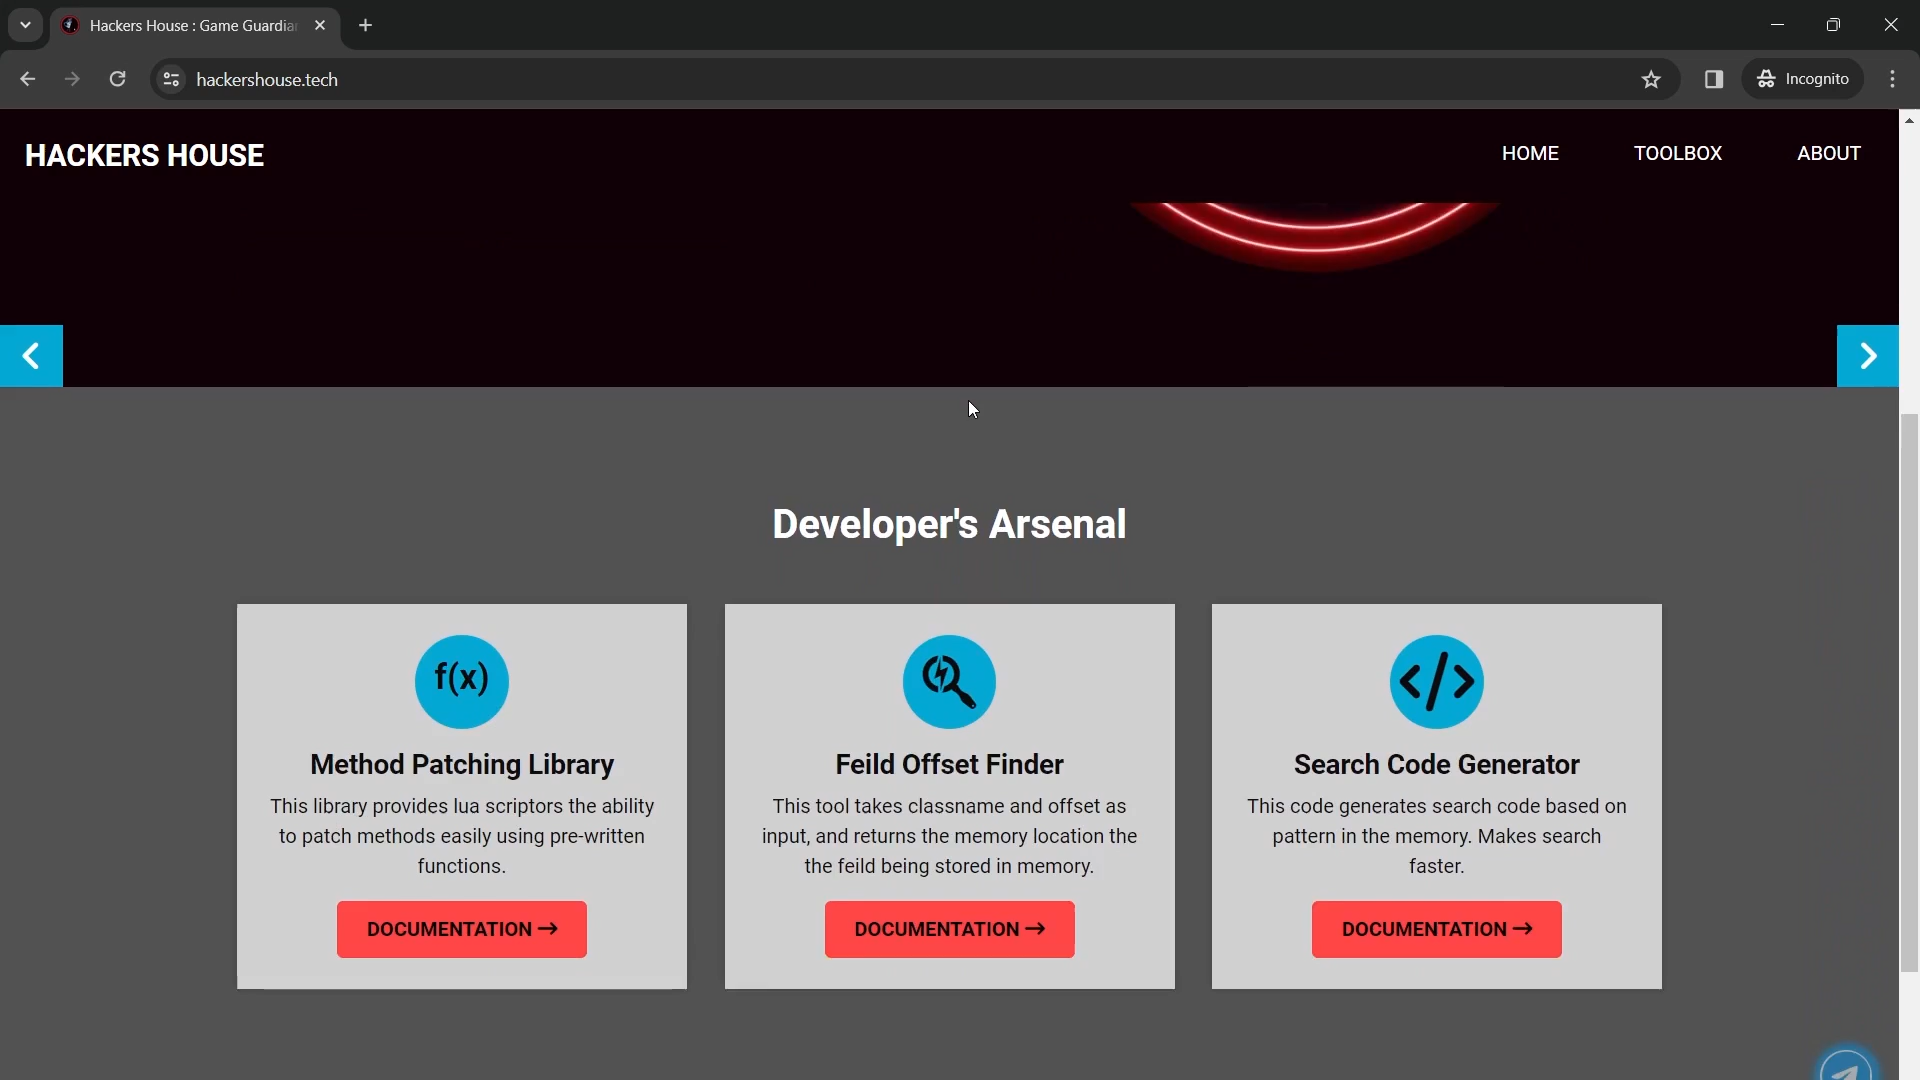 Hackers House : Game Guardian
hackershouse.tech
Incognito
HACKERS HOUSE
HOME
TOOLBOX
ABOUT
Developer's Arsenal
f(x)
Method Patching Library
This library provides lua scriptors the ability
to patch methods easily using pre-written
functions.
DOCUMENTATION →
Feild Offset Finder
This tool takes classname and offset as
input, and returns the memory location the
the feild being stored in memory.
DOCUMENTATION →
</>
Search Code Generator
This code generates search code based on
pattern in the memory. Makes search
faster.
DOCUMENTATION →